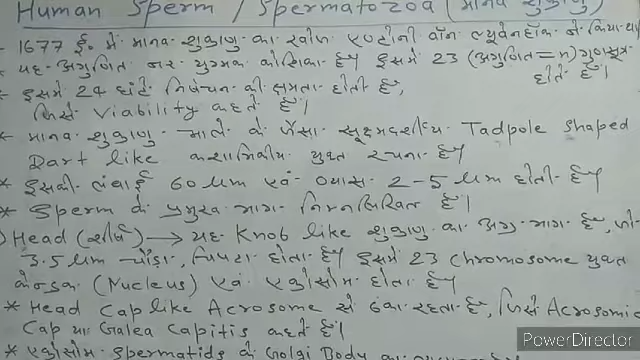 Human Sperm / Spermatozoa (मानव शुक्राणु)
- 1677 ई० में मानव शुक्राणु का खोज एण्टोनी वॉन ल्यूवेनहॉक ने किया था
* यह अगुणित नर युग्मक कोशिका है। इसमें 23 (अगुणित = n) गुणसूत्र होते हैं।
- इसमें 24 घंटे निषेचन की क्षमता होती है,
जिसे Viability कहते हैं।
* मानव शुक्राणु भाले के जैसा सूक्ष्मदर्शीय Tadpole shaped
Dart like कशाभिकीय युक्त रचना है।
* इसकी लंबाई 60 μm एवं व्यास 2-5 μm होती है।
* Sperm के प्रमुख भाग निम्नलिखित हैं।
) Head (शीर्ष) → यह Knob like शुक्राणु का अग्र भाग है, जो
3.5 μm चौड़ा, चिपटा होता है। इसमें 23 Chromosome युक्त
केन्द्रक (Nucleus) एवं एक्रोसोम होता है।
* Head Cap like Acrosome से ढंका रहता है, जिसे Acrosomic
Cap या Galea Capitis कहते हैं।
* एक्रोसोम Spermatids के Golgi Body का
PowerDirector